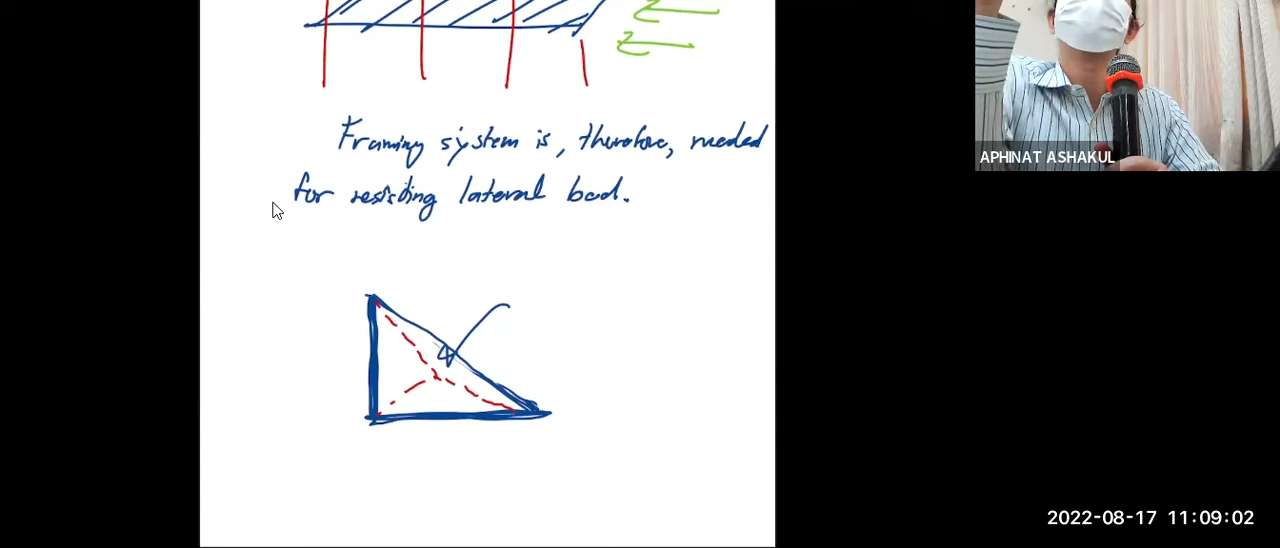 Framing system is, therefore, needed
for resisting lateral load.
APHINAT ASHAKUL
2022-08-17 11:09:02